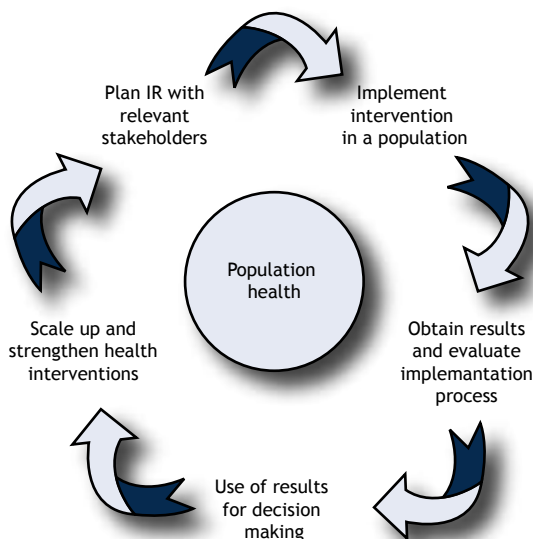 Plan IR with
relevant
stakeholders
Implement
intervention
in a population
Population
health
Scale up and
strengthen health
interventions
Obtain results
and evaluate
implemantation
process
Use of results
for decision
making